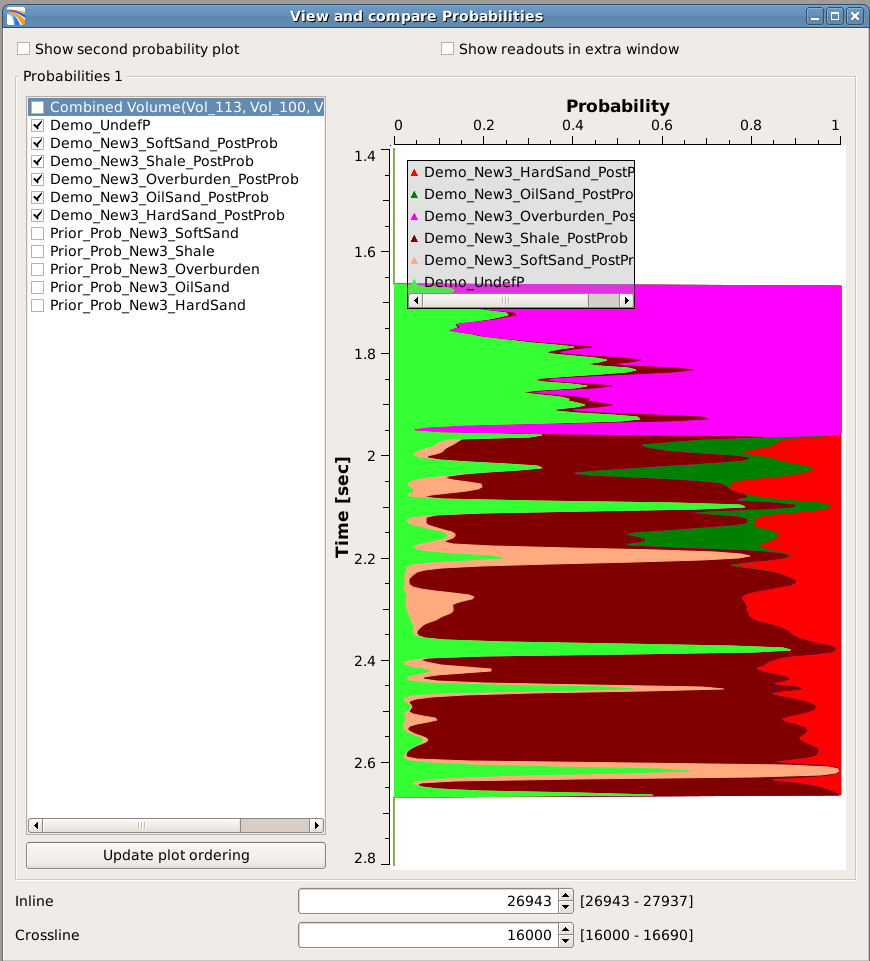 View and compare Probabilities
Show second probability plot
Show readouts in extra window
Probabilities 1
Combined Volume(Vol_113, Vol_100, V
Demo_UndefP
Demo_New3_SoftSand_PostProb
Demo_New3_Shale_PostProb
Demo_New3_Overburden_PostProb
Demo_New3_OilSand_PostProb
Demo_New3_HardSand_PostProb
Prior_Prob_New3_SoftSand
Prior_Prob_New3_Shale
Prior_Prob_New3_Overburden
Prior_Prob_New3_OilSand
Prior_Prob_New3_HardSand
Update plot ordering
Probability
0 0.2 0.4 0.6 0.8 1
Demo_New3_HardSand_PostP
Demo_New3_OilSand_PostPro
Demo_New3_Overburden_Pos
Demo_New3_Shale_PostProb
Demo_New3_SoftSand_PostPr
Demo_UndefP
Time [sec]
1.4
1.6
1.8
2
2.2
2.4
2.6
2.8
Inline 26943 [26943 - 27937]
Crossline 16000 [16000 - 16690]